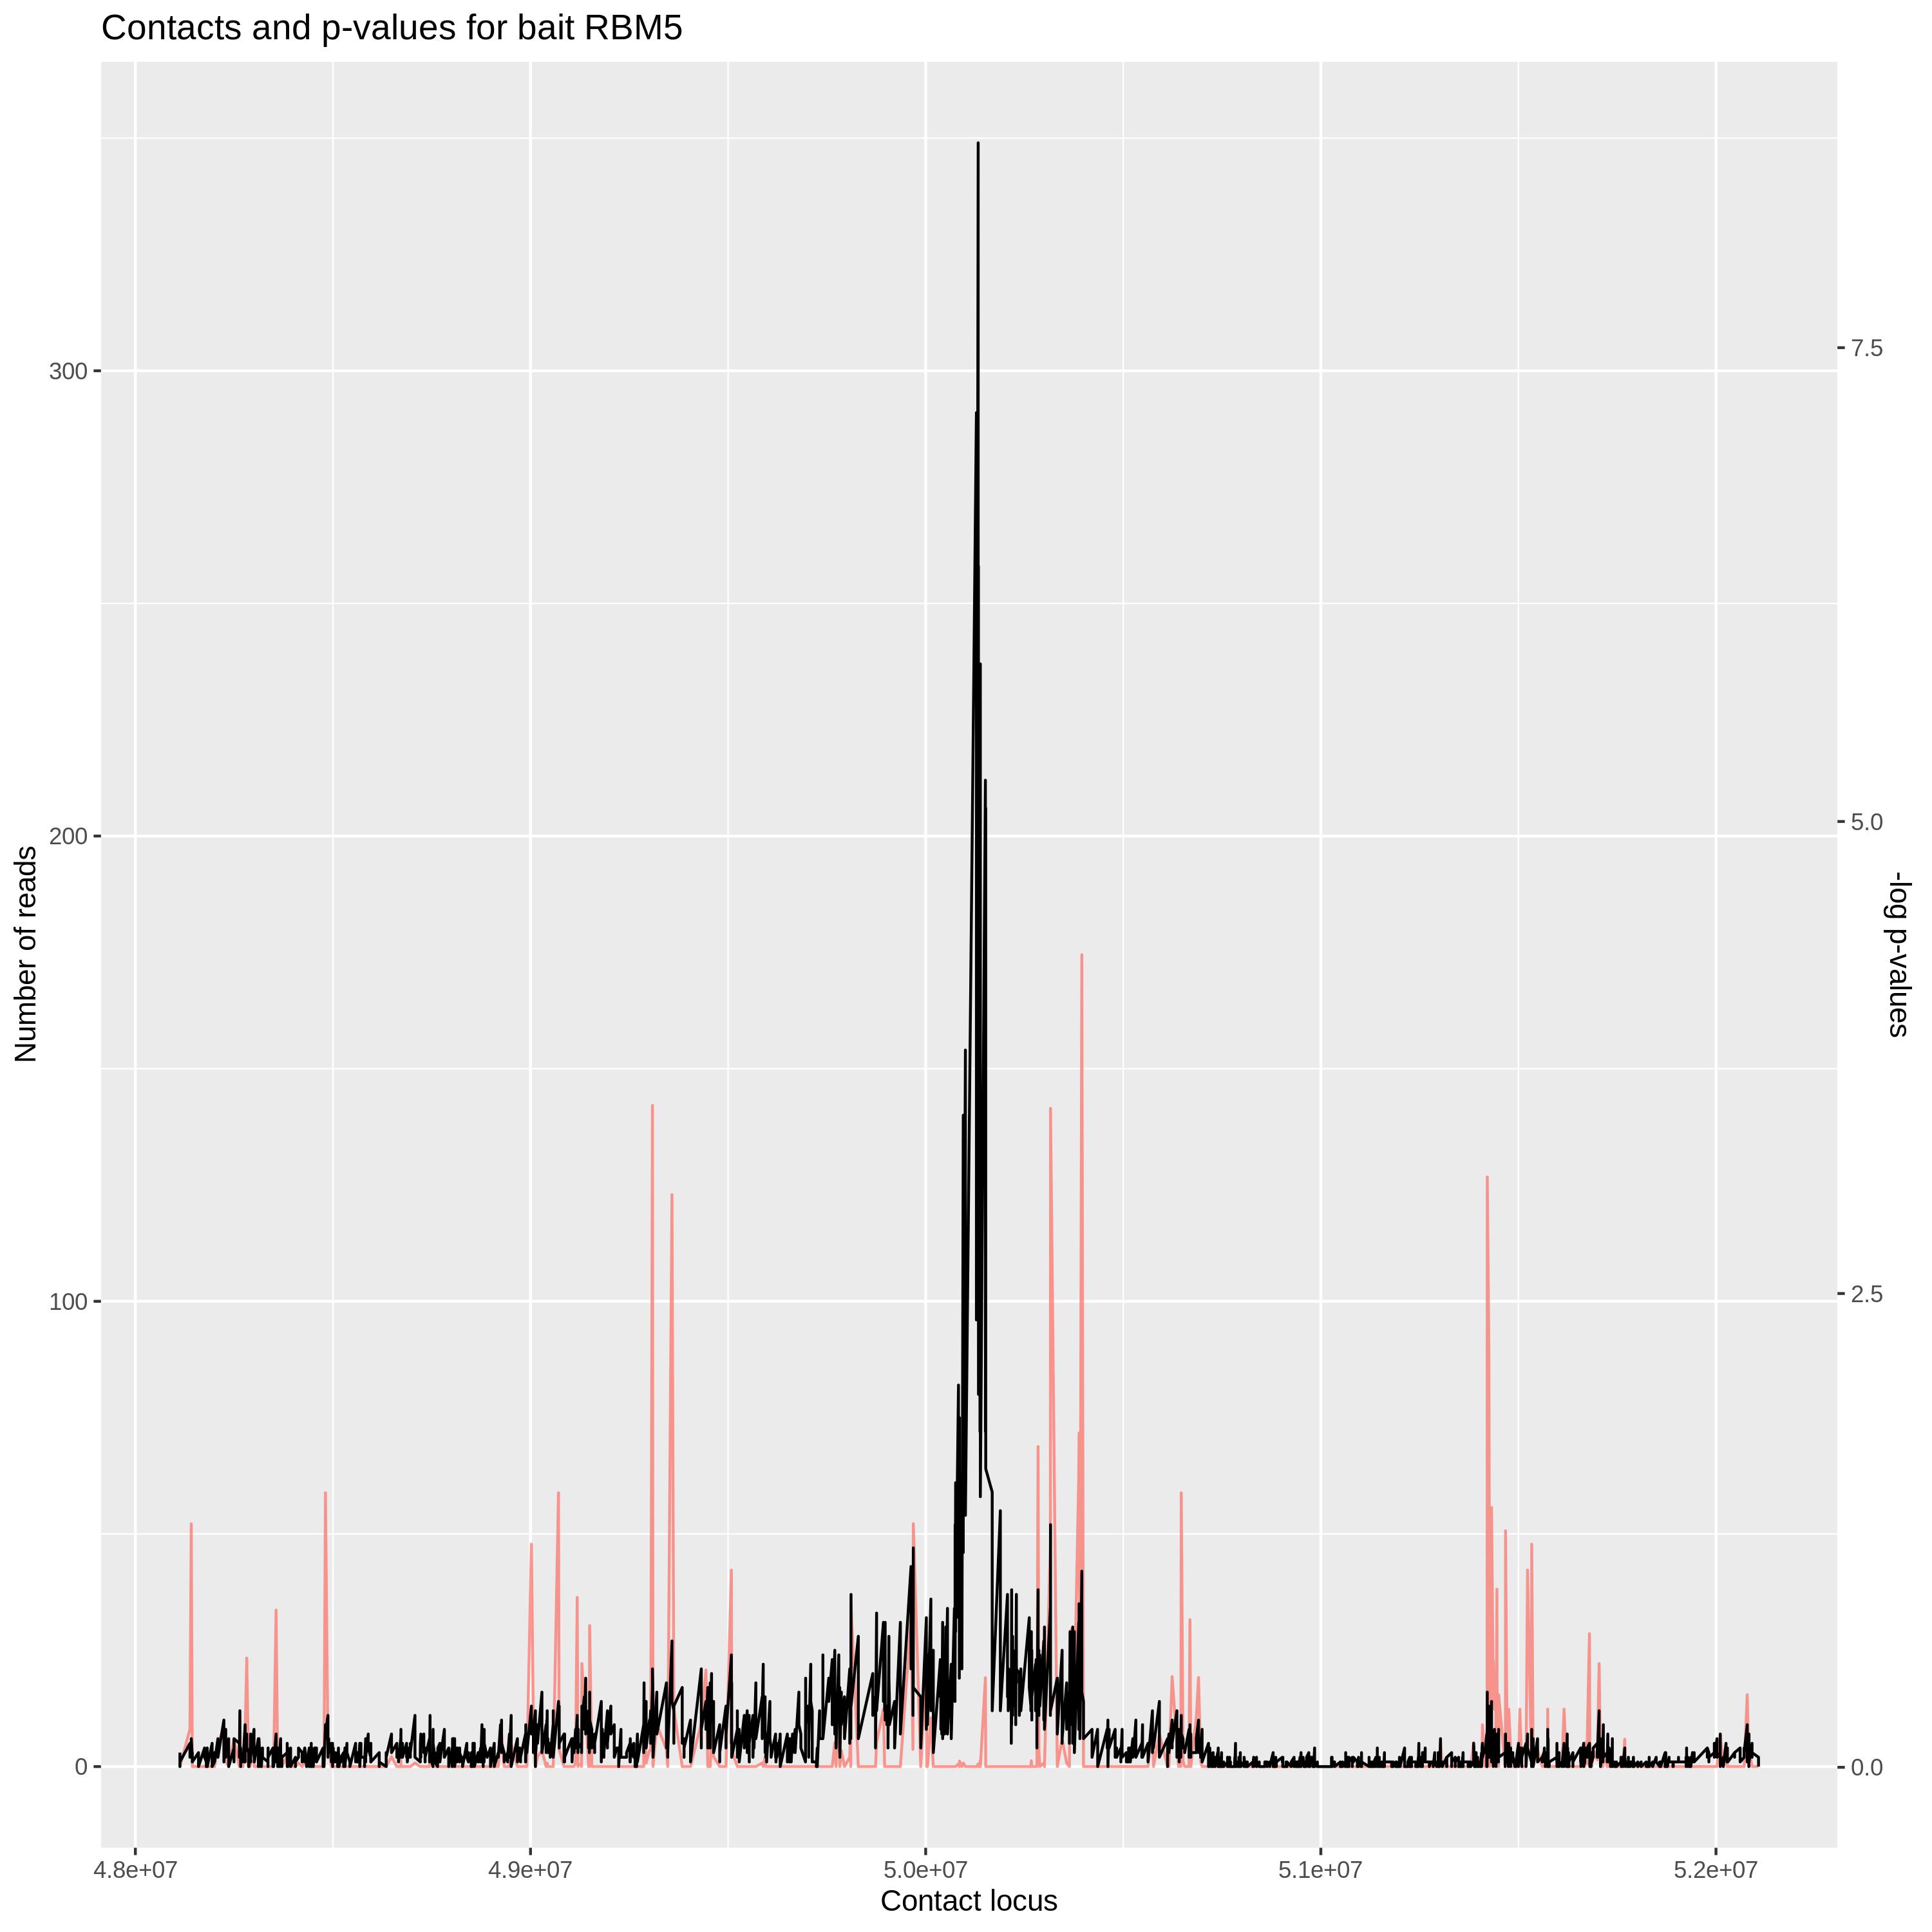 Contacts and p-values for bait RBM5
Number of reads
300
200
100
0
7.5
5.0
2.5
0.0
-log p-values
4.8e+07 4.9e+07 5.0e+07 5.1e+07 5.2e+07
Contact locus